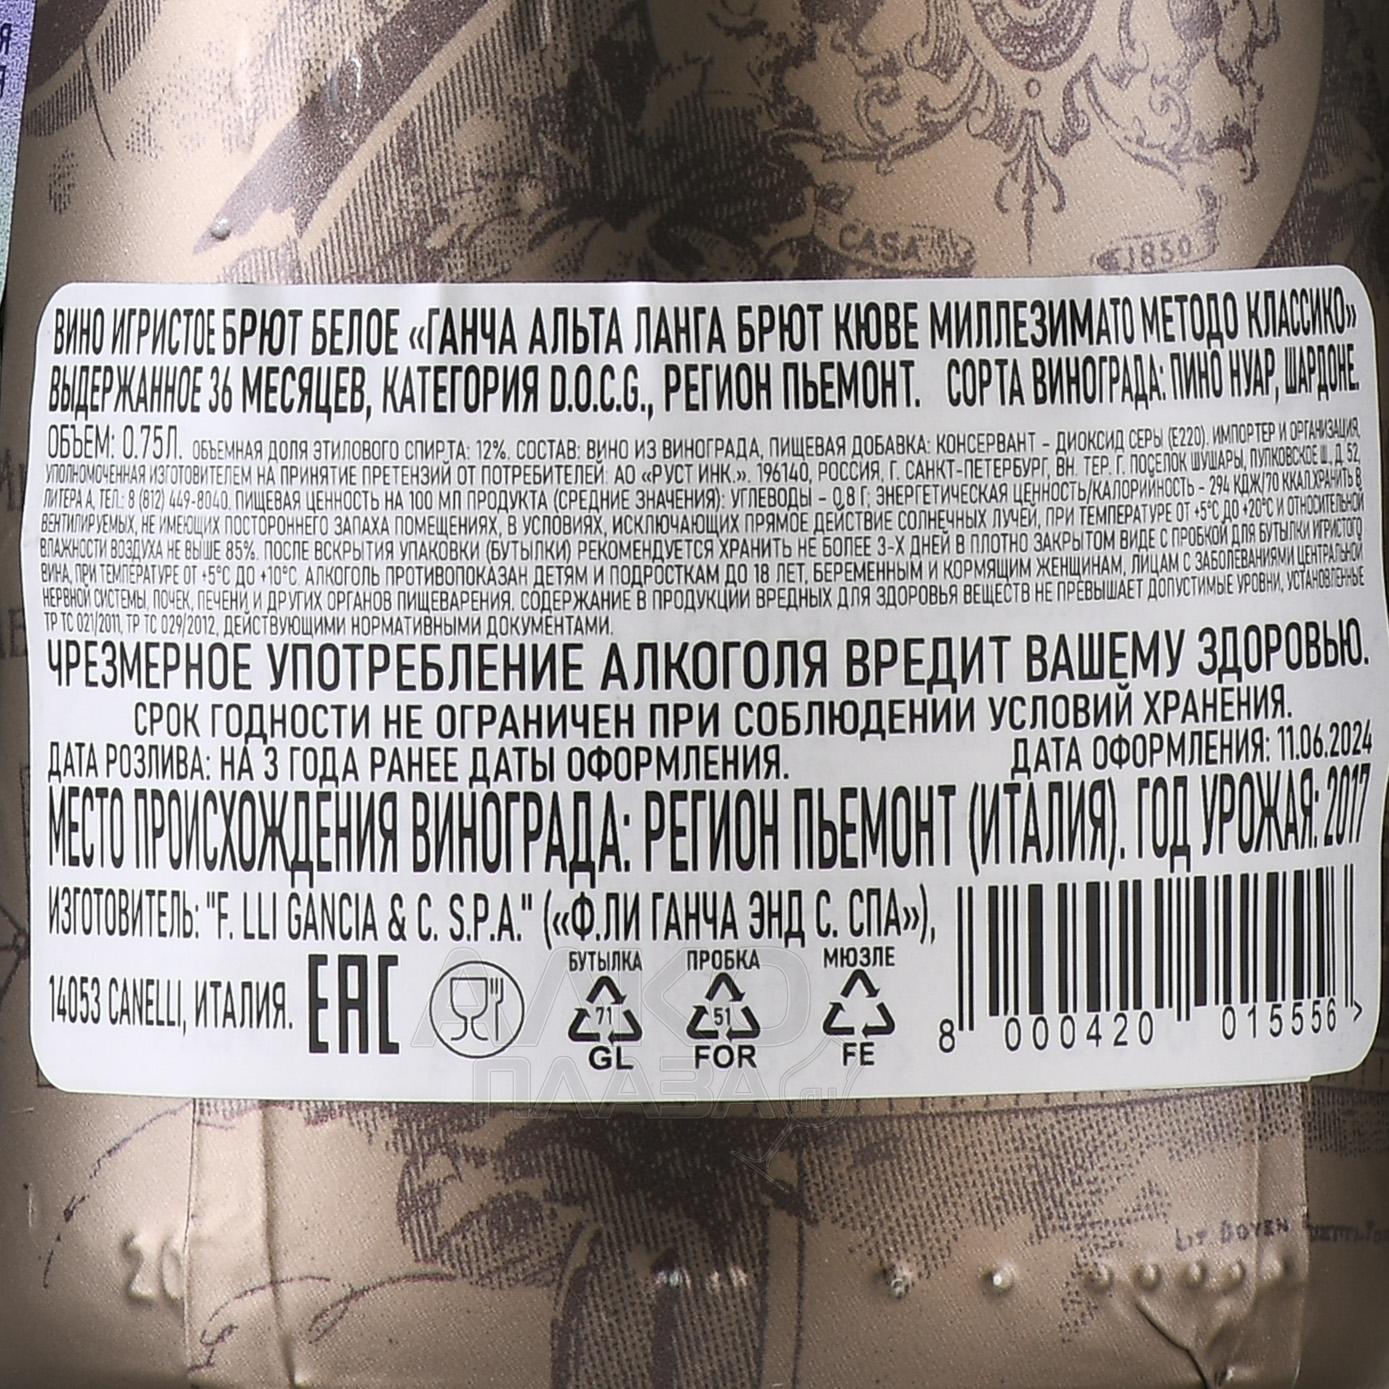 CASA
1850
ВИНО ИГРИСТОЕ БРЮТ БЕЛОЕ «ГАНЧА АЛЬТА ЛАНГА БРЮТ КЮВЕ МИЛЛЕЗИМАТО МЕТОДО КЛАССИКО»
ВЫДЕРЖАННОЕ 36 МЕСЯЦЕВ, КАТЕГОРИЯ D.O.C.G., РЕГИОН ПЬЕМОНТ. СОРТА ВИНОГРАДА: ПИНО НУАР, ШАРДОНЕ.
ОБЪЕМ: 0.75Л. ОБЪЕМНАЯ ДОЛЯ ЭТИЛОВОГО СПИРТА: 12%. СОСТАВ: ВИНО ИЗ ВИНОГРАДА, ПИЩЕВАЯ ДОБАВКА: КОНСЕРВАНТ – ДИОКСИД СЕРЫ (Е220). ИМПОРТЕР И ОРГАНИЗАЦИЯ,
УПОЛНОМОЧЕННАЯ ИЗГОТОВИТЕЛЕМ НА ПРИНЯТИЕ ПРЕТЕНЗИЙ ОТ ПОТРЕБИТЕЛЕЙ: АО «РУСТ ИНК.». 196140, РОССИЯ, Г. САНКТ-ПЕТЕРБУРГ, ВН. ТЕР. Г. ПОСЕЛОК ШУШАРЫ, ПУЛКОВСКОЕ Ш., Д. 52,
ЛИТЕРА А, ТЕЛ.: 8 (812) 449-8040. ПИЩЕВАЯ ЦЕННОСТЬ НА 100 МЛ ПРОДУКТА (СРЕДНИЕ ЗНАЧЕНИЯ): УГЛЕВОДЫ – 0,8 Г; ЭНЕРГЕТИЧЕСКАЯ ЦЕННОСТЬ/КАЛОРИЙНОСТЬ – 294 КДЖ/70 ККАЛ.ХРАНИТЬ В
ВЕНТИЛИРУЕМЫХ, НЕ ИМЕЮЩИХ ПОСТОРОННЕГО ЗАПАХА ПОМЕЩЕНИЯХ, В УСЛОВИЯХ, ИСКЛЮЧАЮЩИХ ПРЯМОЕ ДЕЙСТВИЕ СОЛНЕЧНЫХ ЛУЧЕЙ, ПРИ ТЕМПЕРАТУРЕ ОТ +5°С ДО +20°С И ОТНОСИТЕЛЬНОЙ
ВЛАЖНОСТИ ВОЗДУХА НЕ ВЫШЕ 85%. ПОСЛЕ ВСКРЫТИЯ УПАКОВКИ (БУТЫЛКИ) РЕКОМЕНДУЕТСЯ ХРАНИТЬ НЕ БОЛЕЕ 3-Х ДНЕЙ В ПЛОТНО ЗАКРЫТОМ ВИДЕ С ПРОБКОЙ ДЛЯ БУТЫЛКИ ИГРИСТОГО
ВИНА, ПРИ ТЕМПЕРАТУРЕ ОТ +5°С ДО +10°С. АЛКОГОЛЬ ПРОТИВОПОКАЗАН ДЕТЯМ И ПОДРОСТКАМ ДО 18 ЛЕТ, БЕРЕМЕННЫМ И КОРМЯЩИМ ЖЕНЩИНАМ, ЛИЦАМ С ЗАБОЛЕВАНИЯМИ ЦЕНТРАЛЬНОЙ
НЕРВНОЙ СИСТЕМЫ, ПОЧЕК, ПЕЧЕНИ И ДРУГИХ ОРГАНОВ ПИЩЕВАРЕНИЯ. СОДЕРЖАНИЕ В ПРОДУКЦИИ ВРЕДНЫХ ДЛЯ ЗДОРОВЬЯ ВЕЩЕСТВ НЕ ПРЕВЫШАЕТ ДОПУСТИМЫЕ УРОВНИ, УСТАНОВЛЕННЫЕ
ТР ТС 021/2011, ТР ТС 029/2012, ДЕЙСТВУЮЩИМИ НОРМАТИВНЫМИ ДОКУМЕНТАМИ.
ЧРЕЗМЕРНОЕ УПОТРЕБЛЕНИЕ АЛКОГОЛЯ ВРЕДИТ ВАШЕМУ ЗДОРОВЬЮ.
СРОК ГОДНОСТИ НЕ ОГРАНИЧЕН ПРИ СОБЛЮДЕНИИ УСЛОВИЙ ХРАНЕНИЯ.
ДАТА РОЗЛИВА: НА 3 ГОДА РАНЕЕ ДАТЫ ОФОРМЛЕНИЯ. ДАТА ОФОРМЛЕНИЯ: 11.06.2024
МЕСТО ПРОИСХОЖДЕНИЯ ВИНОГРАДА: РЕГИОН ПЬЕМОНТ (ИТАЛИЯ). ГОД УРОЖАЯ: 2017
ИЗГОТОВИТЕЛЬ: "F. LLI GANCIA & C. S.P.A." («Ф.ЛИ ГАНЧА ЭНД С. СПА»),
14053 CANELLI, ИТАЛИЯ.
EAC
БУТЫЛКА ПРОБКА МЮЗЛЕ
71 51
GL FOR FE
8 000420 015556 >
АЛКО
ПЛАЗА
ru
LIT DOYEN